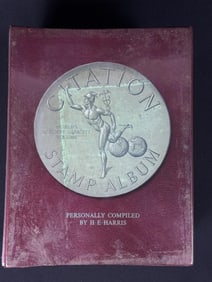 CITATION
STAMP ALBUM
PERSONALLY COMPILED
BY H E HARRIS